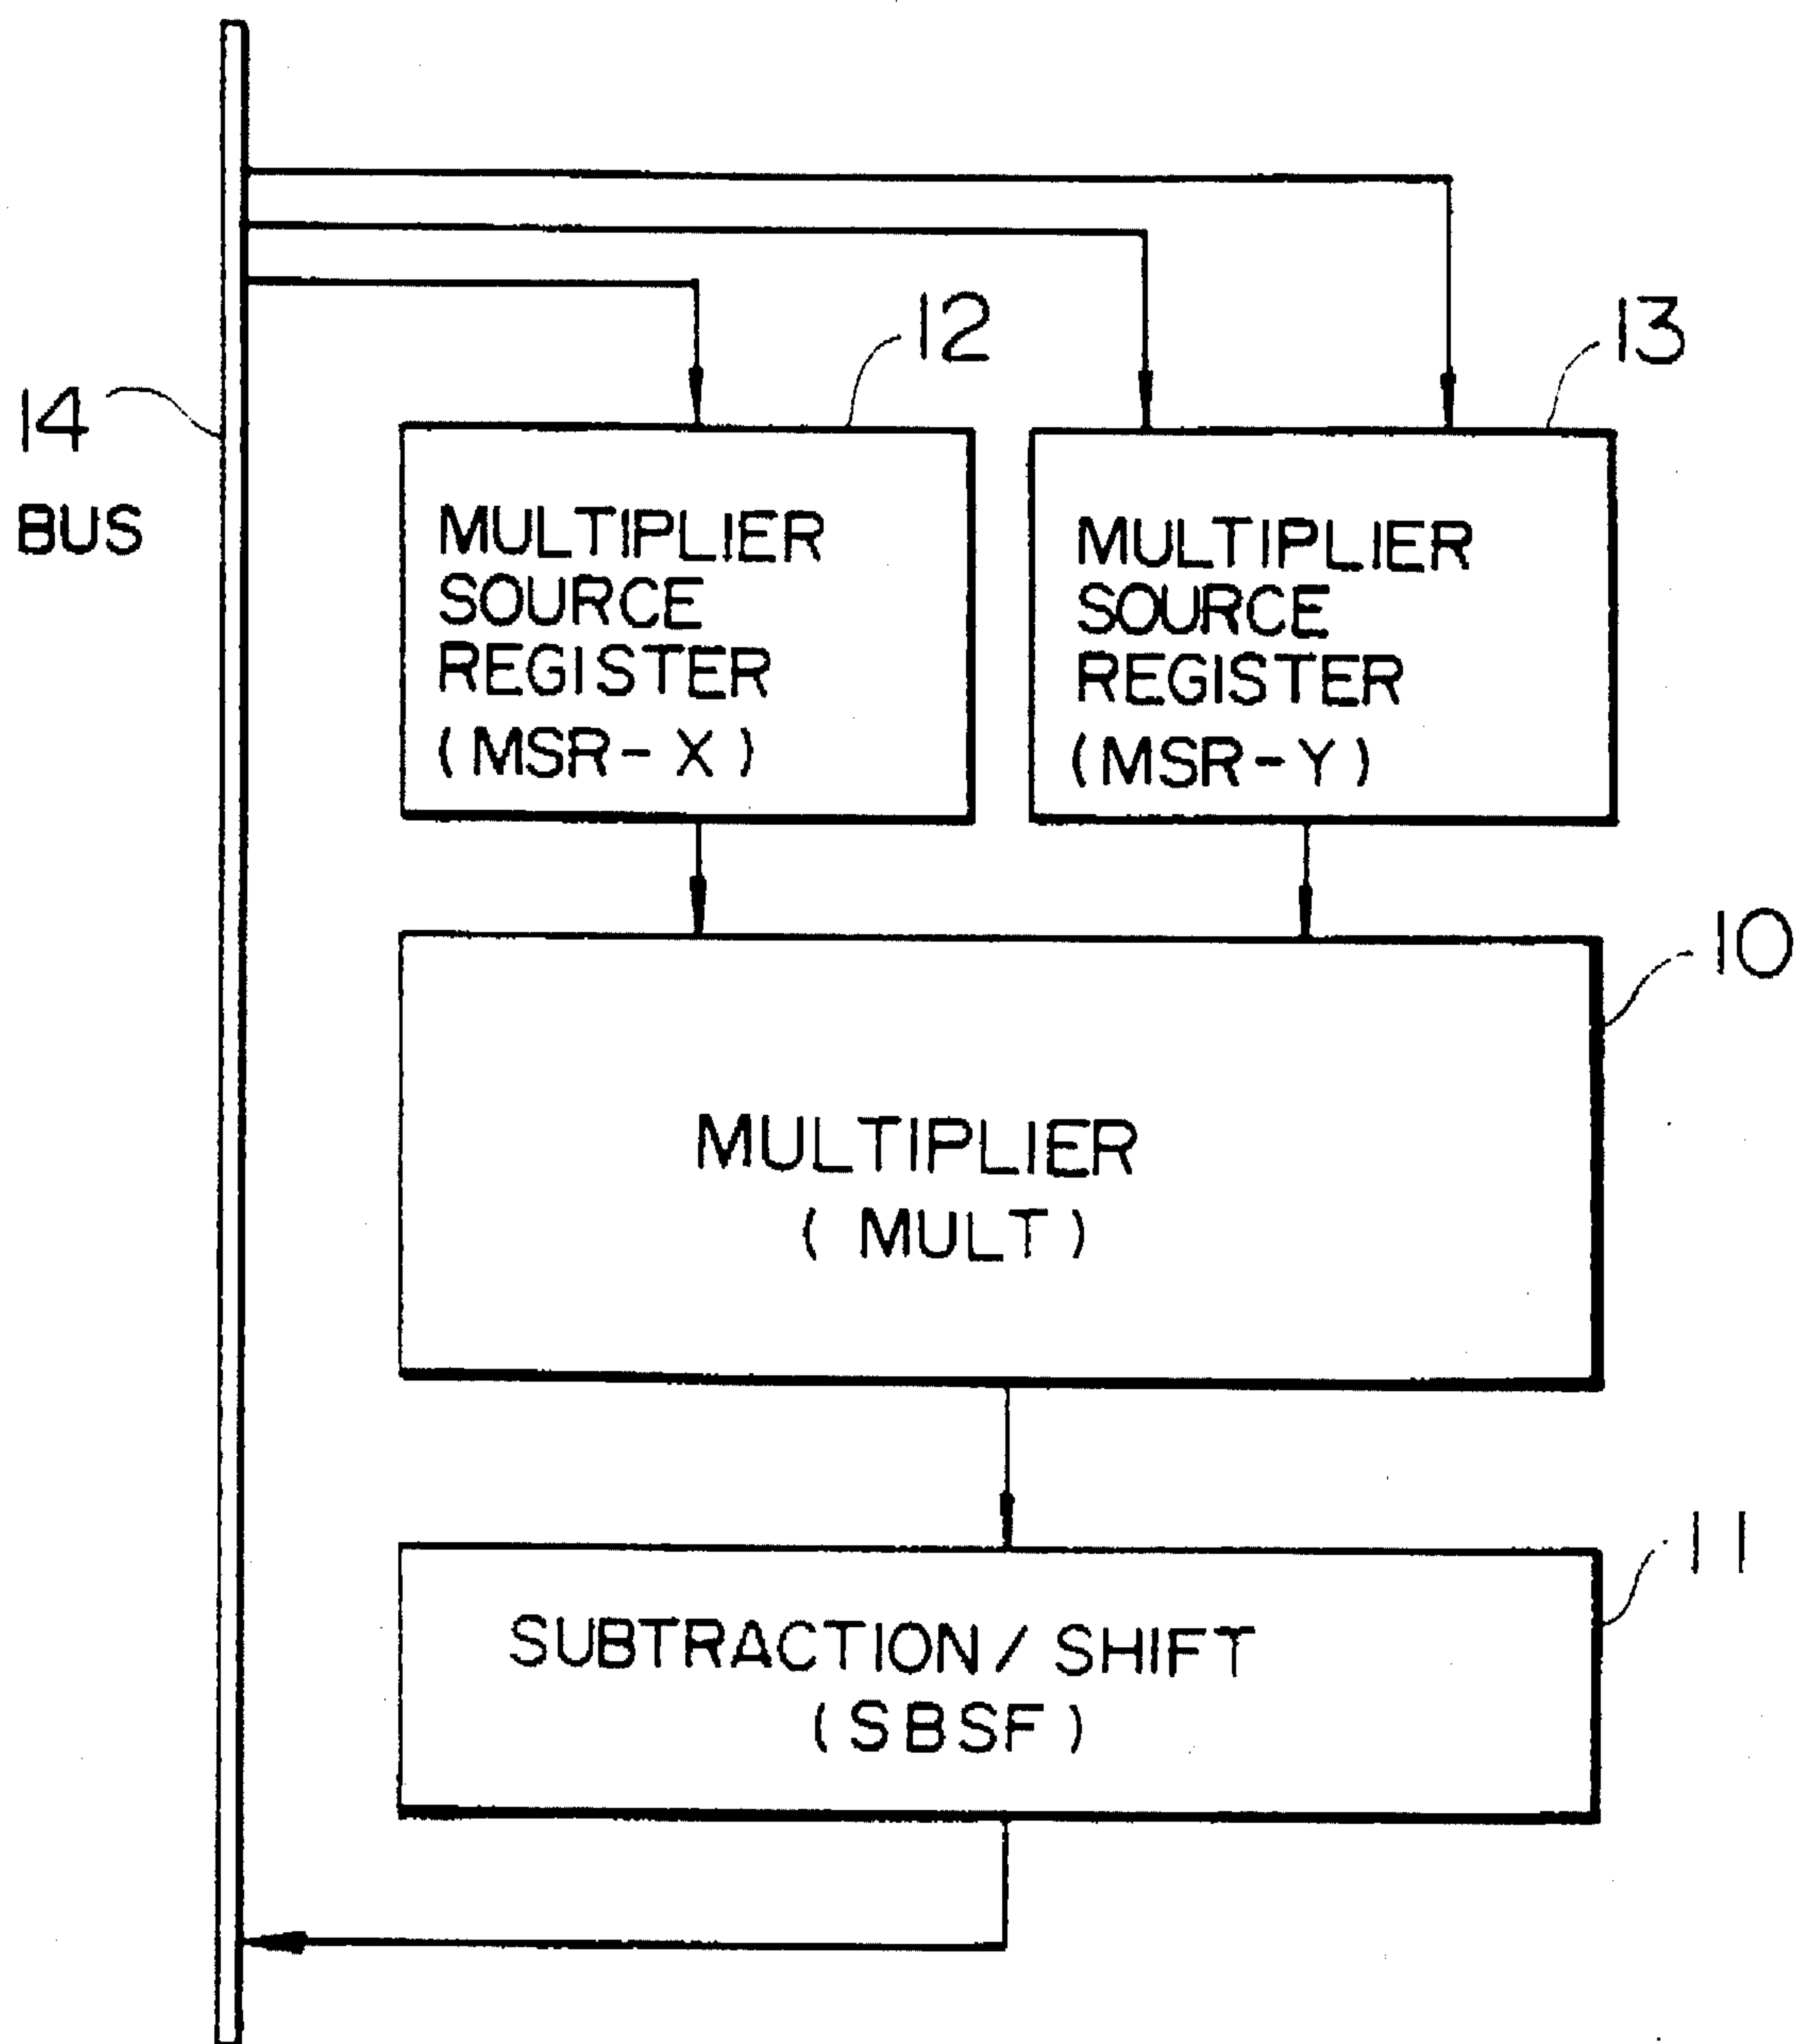 12
13
14
BUS
MULTIPLIER
SOURCE
REGISTER
(MSR-X)
MULTIPLIER
SOURCE
REGISTER
(MSR-Y)
10
MULTIPLIER
(MULT)
11
SUBTRACTION/SHIFT
(SBSF)